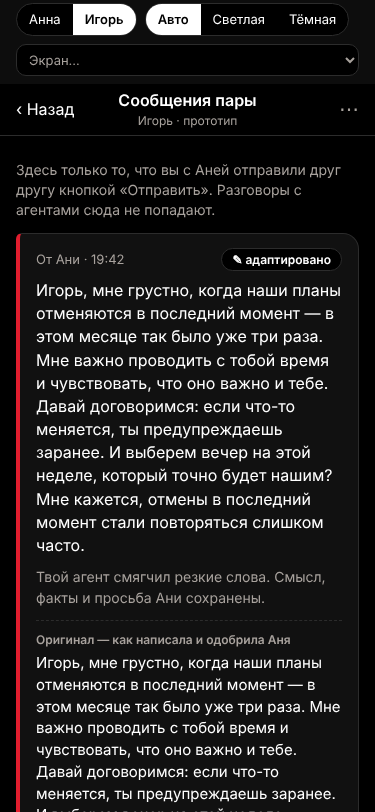 Анна Игорь Авто Светлая Тёмная
Экран...
‹ Назад
Сообщения пары
Игорь · прототип
...
Здесь только то, что вы с Аней отправили друг
другу кнопкой «Отправить». Разговоры с
агентами сюда не попадают.
От Ани · 19:42
✎ адаптировано
Игорь, мне грустно, когда наши планы
отменяются в последний момент — в
этом месяце так было уже три раза.
Мне важно проводить с тобой время
и чувствовать, что оно важно и тебе.
Давай договоримся: если что-то
меняется, ты предупреждаешь
заранее. И выберем вечер на этой
неделе, который точно будет нашим?
Мне кажется, отмены в последний
момент стали повторяться слишком
часто.
Твой агент смягчил резкие слова. Смысл,
факты и просьба Ани сохранены.
Оригинал — как написала и одобрила Аня
Игорь, мне грустно, когда наши планы
отменяются в последний момент — в
этом месяце так было уже три раза. Мне
важно проводить с тобой время и
чувствовать, что оно важно и тебе.
Давай договоримся: если что-то
меняется, ты предупреждаешь заранее.